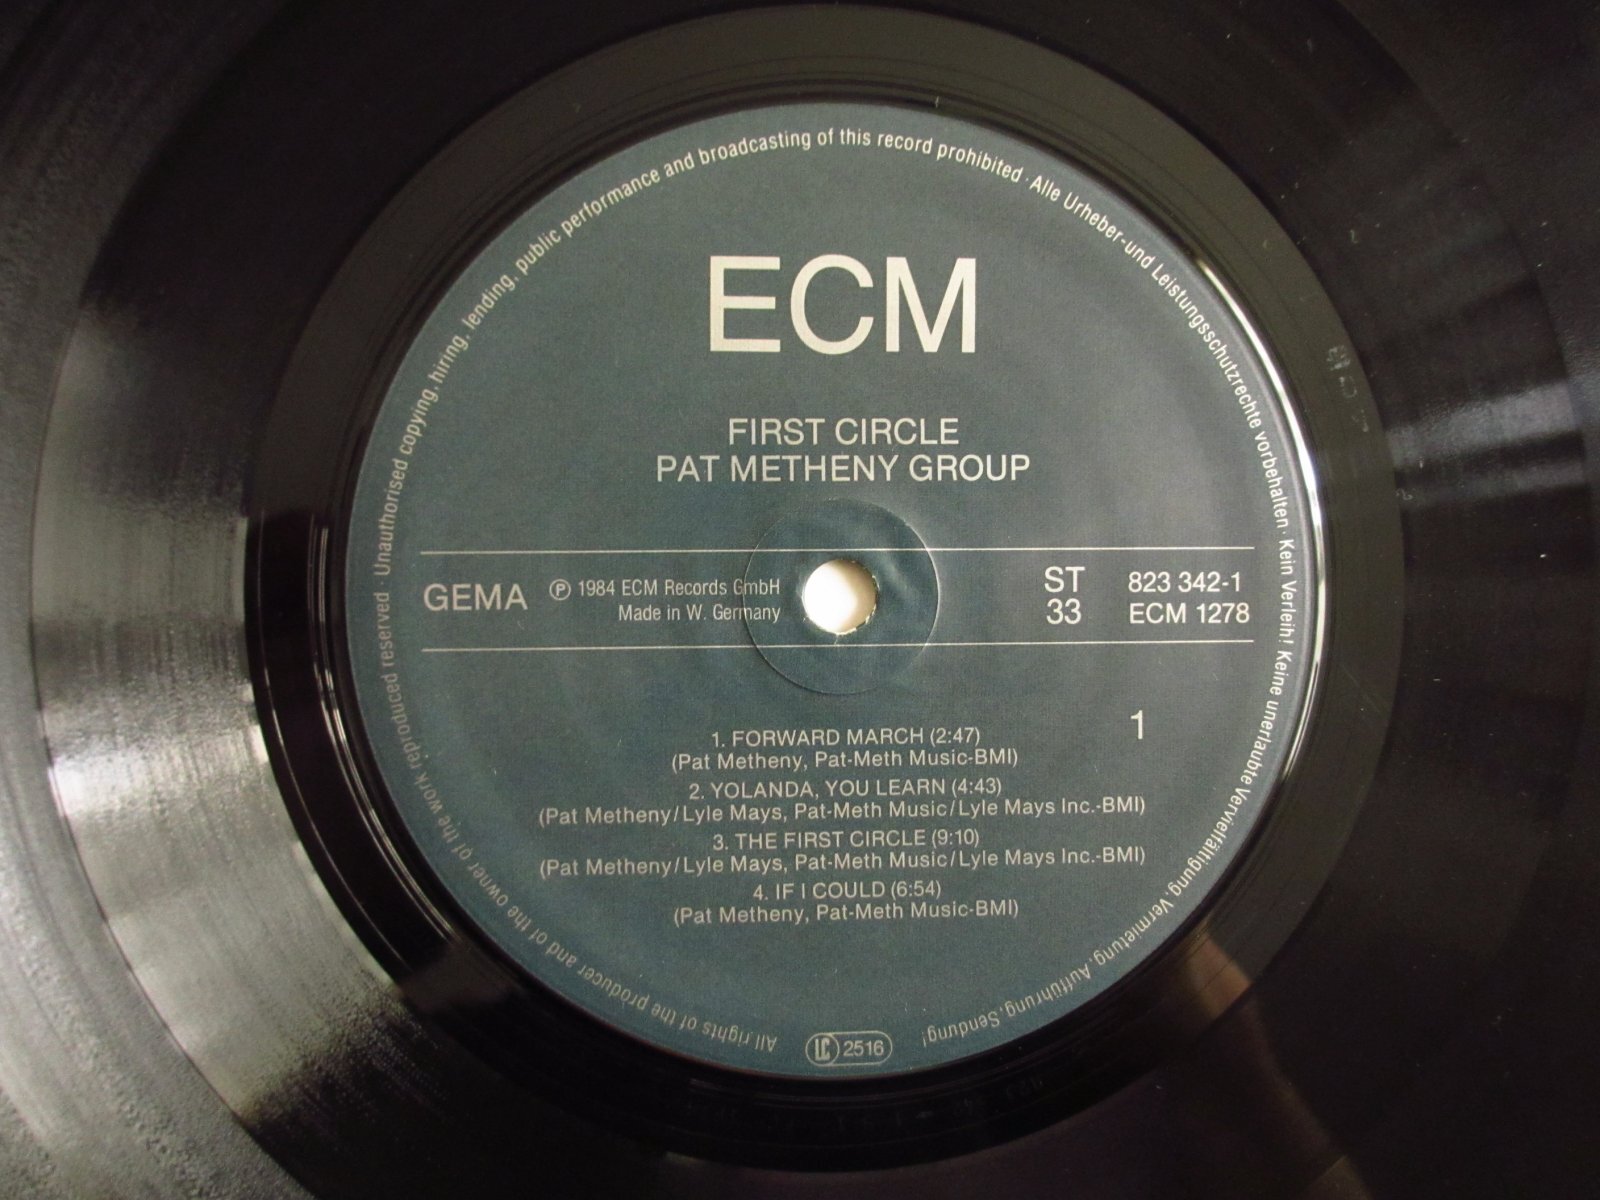 All rights of the producer and of the owner of the work reproduced reserved. Unauthorised copying, hiring, lending, public performance and broadcasting of this record prohibited · Alle Urheber-und Leistungsschutzrechte vorbehalten · Kein Verleih! Keine unerlaubte Vervielfältigung, Vermietung, Aufführung, Sendung!
ECM
FIRST CIRCLE
PAT METHENY GROUP
GEMA
Ⓟ 1984 ECM Records GmbH
Made in W. Germany
ST
33
823 342-1
ECM 1278
1
1. FORWARD MARCH (2:47)
(Pat Metheny, Pat-Meth Music-BMI)
2. YOLANDA, YOU LEARN (4:43)
(Pat Metheny/Lyle Mays, Pat-Meth Music/Lyle Mays Inc.-BMI)
3. THE FIRST CIRCLE (9:10)
(Pat Metheny/Lyle Mays, Pat-Meth Music/Lyle Mays Inc.-BMI)
4. IF I COULD (6:54)
(Pat Metheny, Pat-Meth Music-BMI)
LC 2516